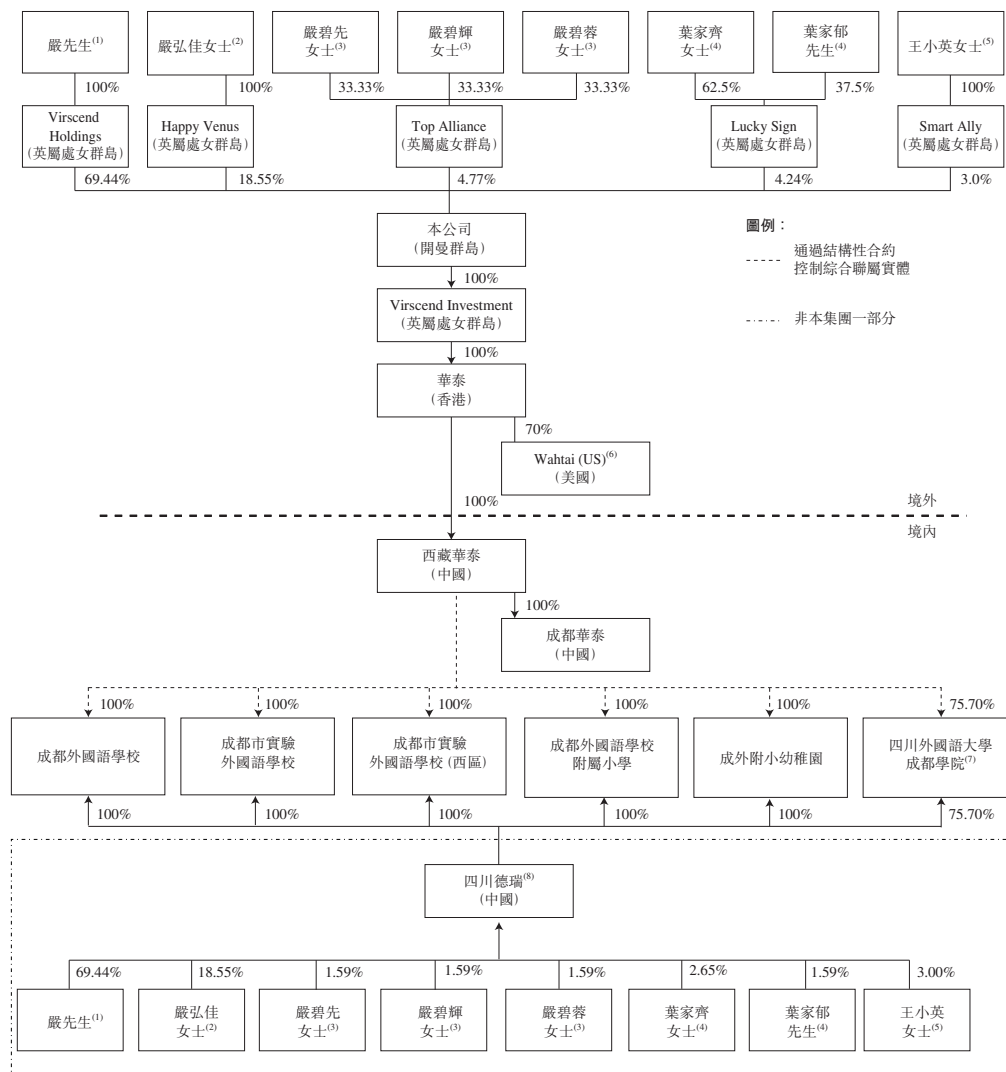 嚴先生(1)
嚴弘佳女士(2)
嚴碧先
女士(3)
嚴碧輝
女士(3)
嚴碧蓉
女士(3)
葉家齊
女士(4)
葉家郁
先生(4)
王小英女士(5)
100%
100%
33.33%
33.33%
33.33%
62.5%
37.5%
100%
Virscend
Holdings
(英屬處女群島)
Happy Venus
(英屬處女群島)
Top Alliance
(英屬處女群島)
Lucky Sign
(英屬處女群島)
Smart Ally
(英屬處女群島)
69.44%
18.55%
4.77%
4.24%
3.0%
本公司
(開曼群島)
圖例：
通過結構性合約
控制綜合聯屬實體
非本集團一部分
100%
Virscend Investment
(英屬處女群島)
100%
華泰
(香港)
70%
Wahtai (US)(6)
(美國)
100%
境外
境內
西藏華泰
(中國)
100%
成都華泰
(中國)
100%
100%
100%
100%
100%
75.70%
成都外國語學校
成都市實驗
外國語學校
成都市實驗
外國語學校(西區)
成都外國語學校
附屬小學
成外附小幼稚園
四川外國語大學
成都學院(7)
100%
100%
100%
100%
100%
75.70%
四川德瑞(8)
(中國)
69.44%
18.55%
1.59%
1.59%
1.59%
2.65%
1.59%
3.00%
嚴先生(1)
嚴弘佳
女士(2)
嚴碧先
女士(3)
嚴碧輝
女士(3)
嚴碧蓉
女士(3)
葉家齊
女士(4)
葉家郁
先生(4)
王小英
女士(5)